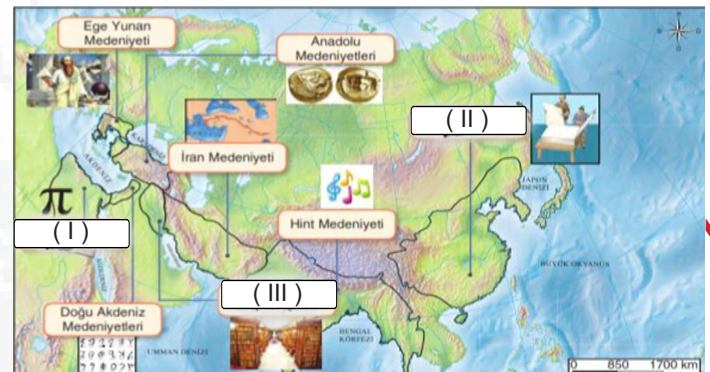 Ege Yunan
Medeniyeti
Anadolu
Medeniyetleri
( II )
KARADENİZ
İran Medeniyeti
AKDENİZ
JAPON
DENİZİ
π
( I )
Hint Medeniyeti
BÜYÜK OKYANUS
( III )
Doğu Akdeniz
Medeniyetleri
BENGAL
KÖRFEZİ
UMMAN DENİZİ
0 850 1700 km